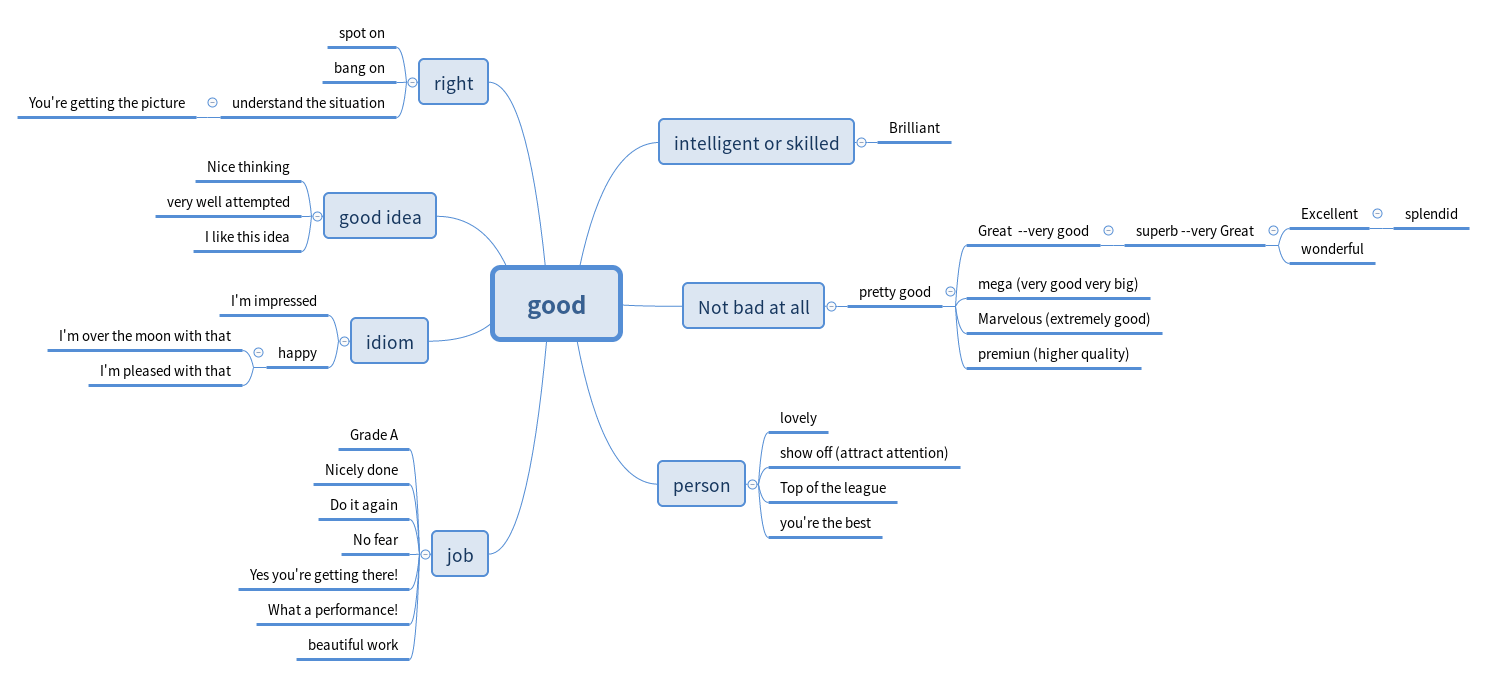 good
right
spot on
bang on
understand the situation
You're getting the picture
good idea
Nice thinking
very well attempted
I like this idea
idiom
I'm impressed
happy
I'm over the moon with that
I'm pleased with that
job
Grade A
Nicely done
Do it again
No fear
Yes you're getting there!
What a performance!
beautiful work
intelligent or skilled
Brilliant
Not bad at all
pretty good
Great  --very good
superb --very Great
Excellent
splendid
wonderful
mega (very good very big)
Marvelous (extremely good)
premiun (higher quality)
person
lovely
show off (attract attention)
Top of the league
you're the best